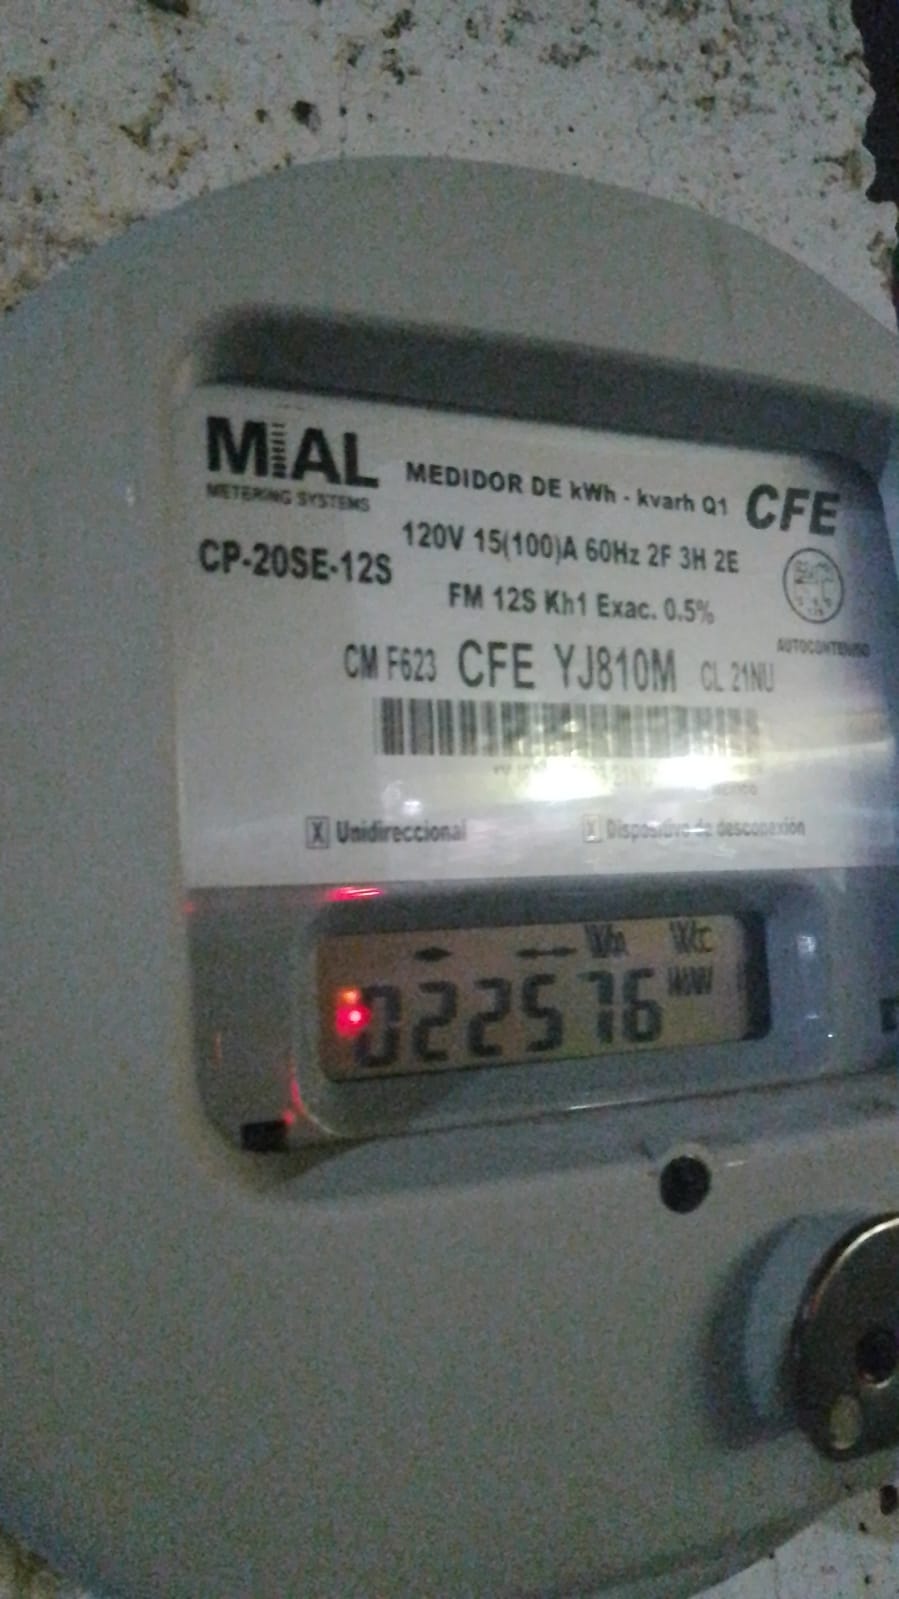 MIAL
METERING SYSTEMS
MEDIDOR DE kWh - kvarh Q1
CFE
CP-20SE-12S
120V 15(100)A 60Hz 2F 3H 2E
FM 12S Kh1 Exac. 0.5%
AUTOCONTENIDO
CM F623 CFE YJ810M CL 21NU
X Unidireccional
X Dispositivo de desconexión
022576